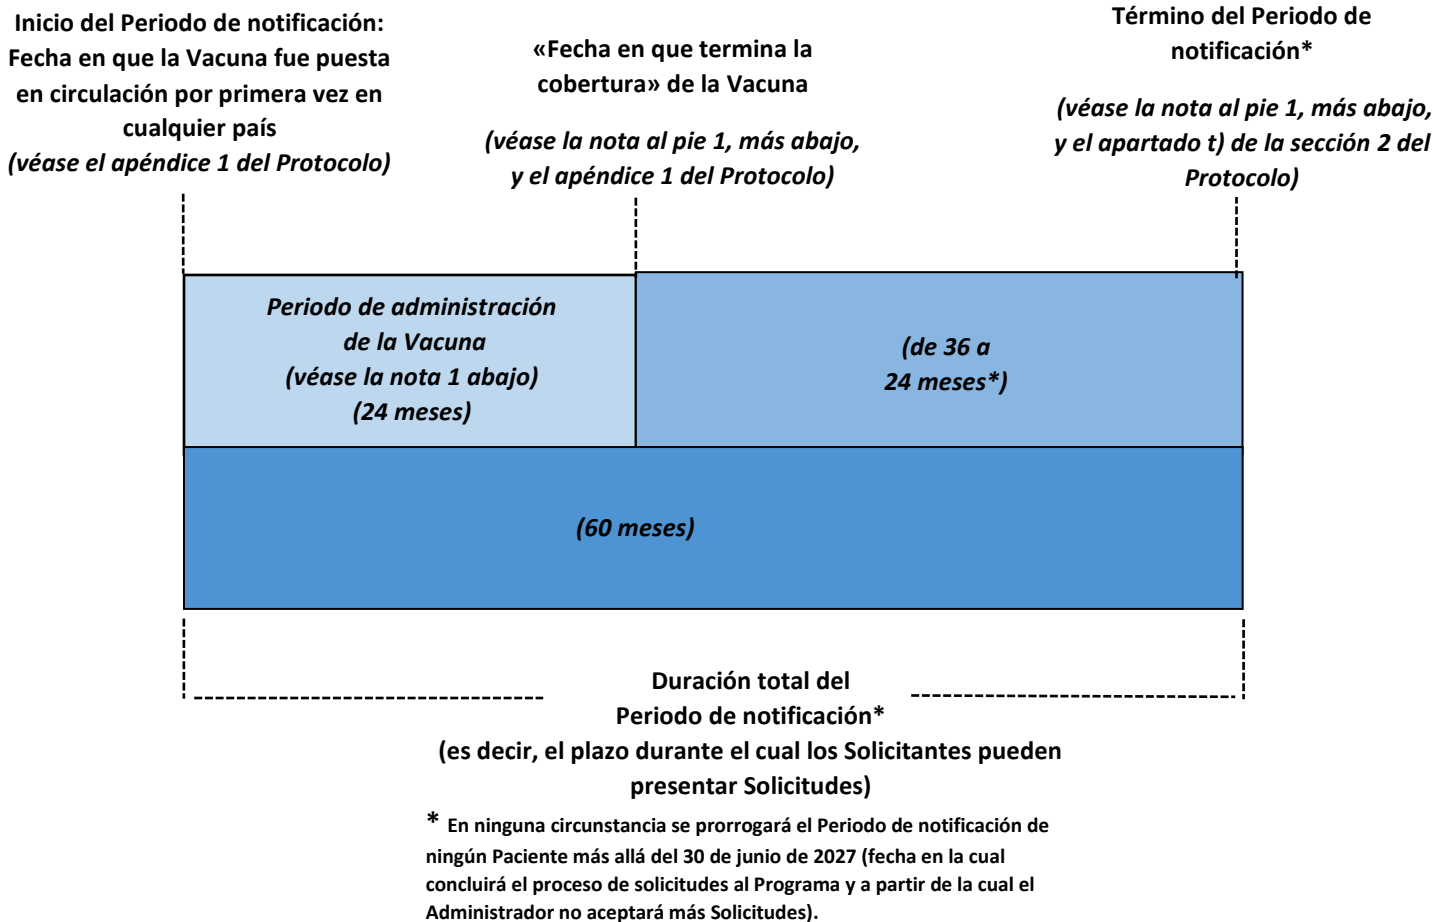 Inicio del Periodo de notificación:
Fecha en que la Vacuna fue puesta
en circulación por primera vez en
cualquier país
(véase el apéndice 1 del Protocolo)
«Fecha en que termina la
cobertura» de la Vacuna
(véase la nota al pie 1, más abajo,
y el apéndice 1 del Protocolo)
Término del Periodo de
notificación*
(véase la nota al pie 1, más abajo,
y el apartado t) de la sección 2 del
Protocolo)
Periodo de administración
de la Vacuna
(véase la nota 1 abajo)
(24 meses)
(de 36 a
24 meses*)
(60 meses)
Duración total del
Periodo de notificación*
(es decir, el plazo durante el cual los Solicitantes pueden
presentar Solicitudes)
* En ninguna circunstancia se prorrogará el Periodo de notificación de
ningún Paciente más allá del 30 de junio de 2027 (fecha en la cual
concluirá el proceso de solicitudes al Programa y a partir de la cual el
Administrador no aceptará más Solicitudes).